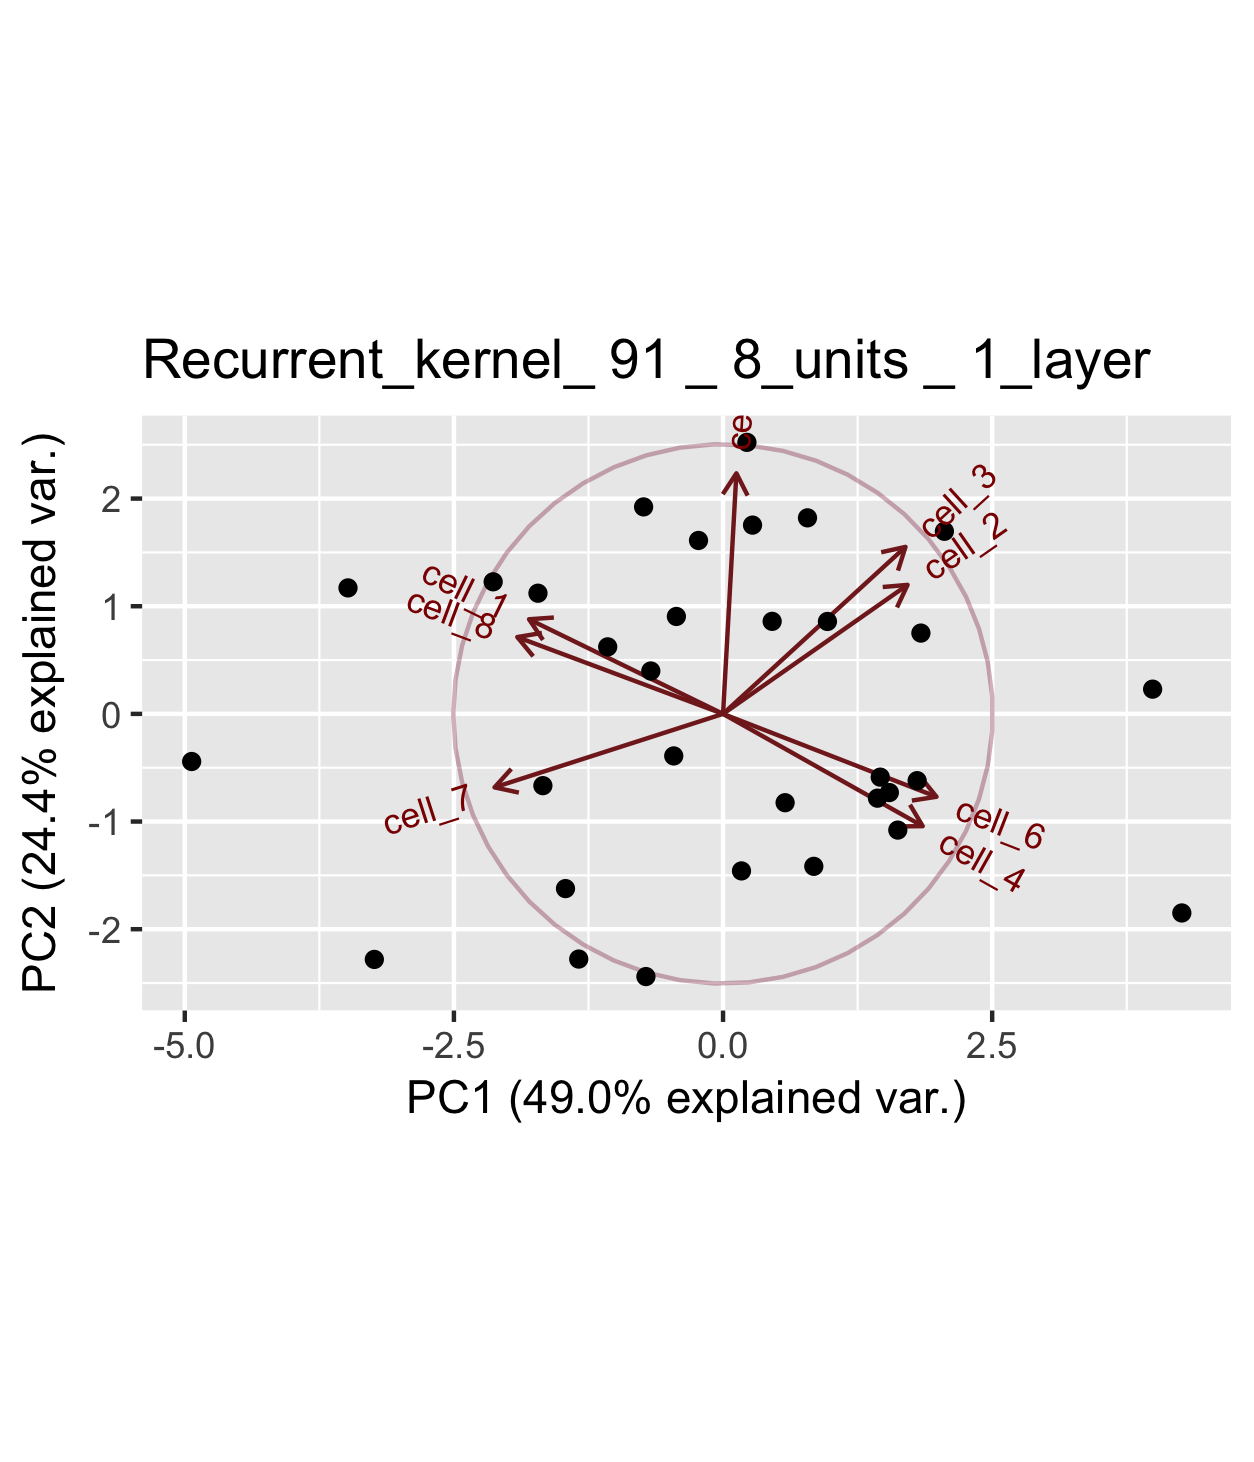 Recurrent_kernel_ 91 _ 8_units _ 1_layer
ce
cell_3
cell_2
cell_1
cell_8
cell_7
cell_6
cell_4
2
1
0
-1
-2
PC2 (24.4% explained var.)
-5.0
-2.5
0.0
2.5
PC1 (49.0% explained var.)